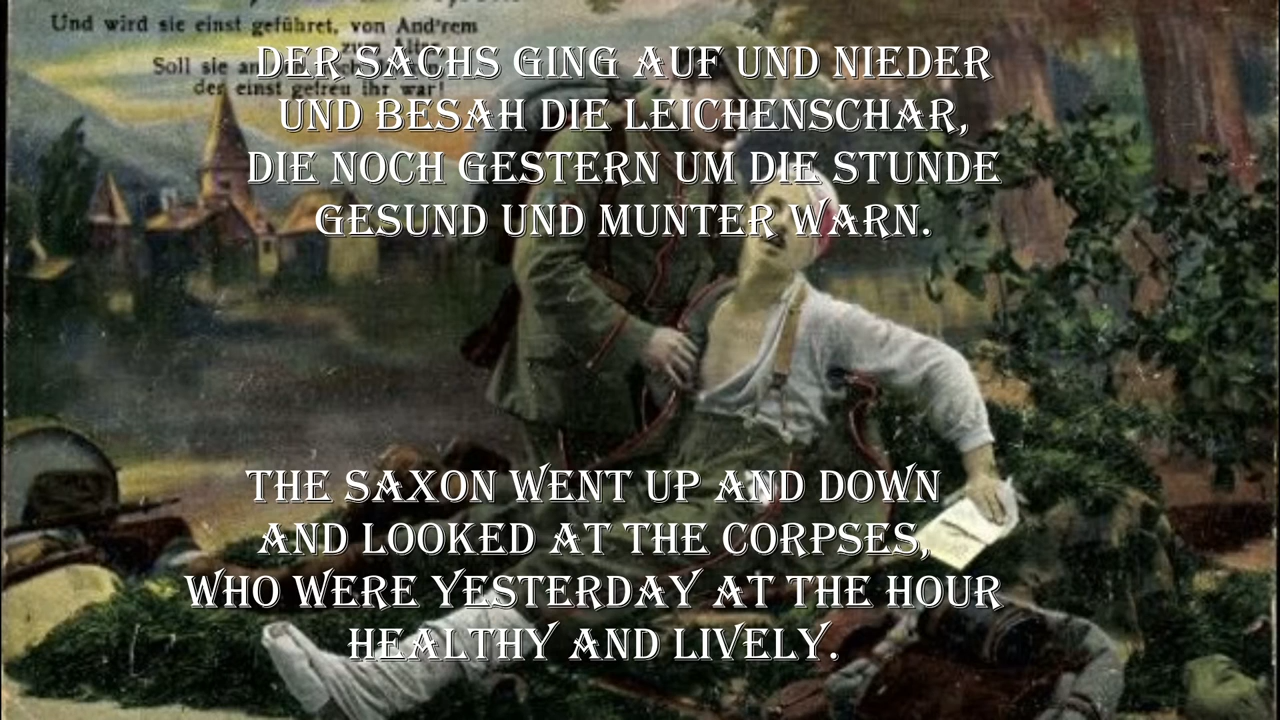 Und wird sie einst geführet, von And'rem
zum Altar
Soll sie an
der einst getreu ihr war!
DER SACHS GING AUF UND NIEDER
UND BESAH DIE LEICHENSCHAR,
DIE NOCH GESTERN UM DIE STUNDE
GESUND UND MUNTER WARN.
THE SAXON WENT UP AND DOWN
AND LOOKED AT THE CORPSES,
WHO WERE YESTERDAY AT THE HOUR
HEALTHY AND LIVELY.